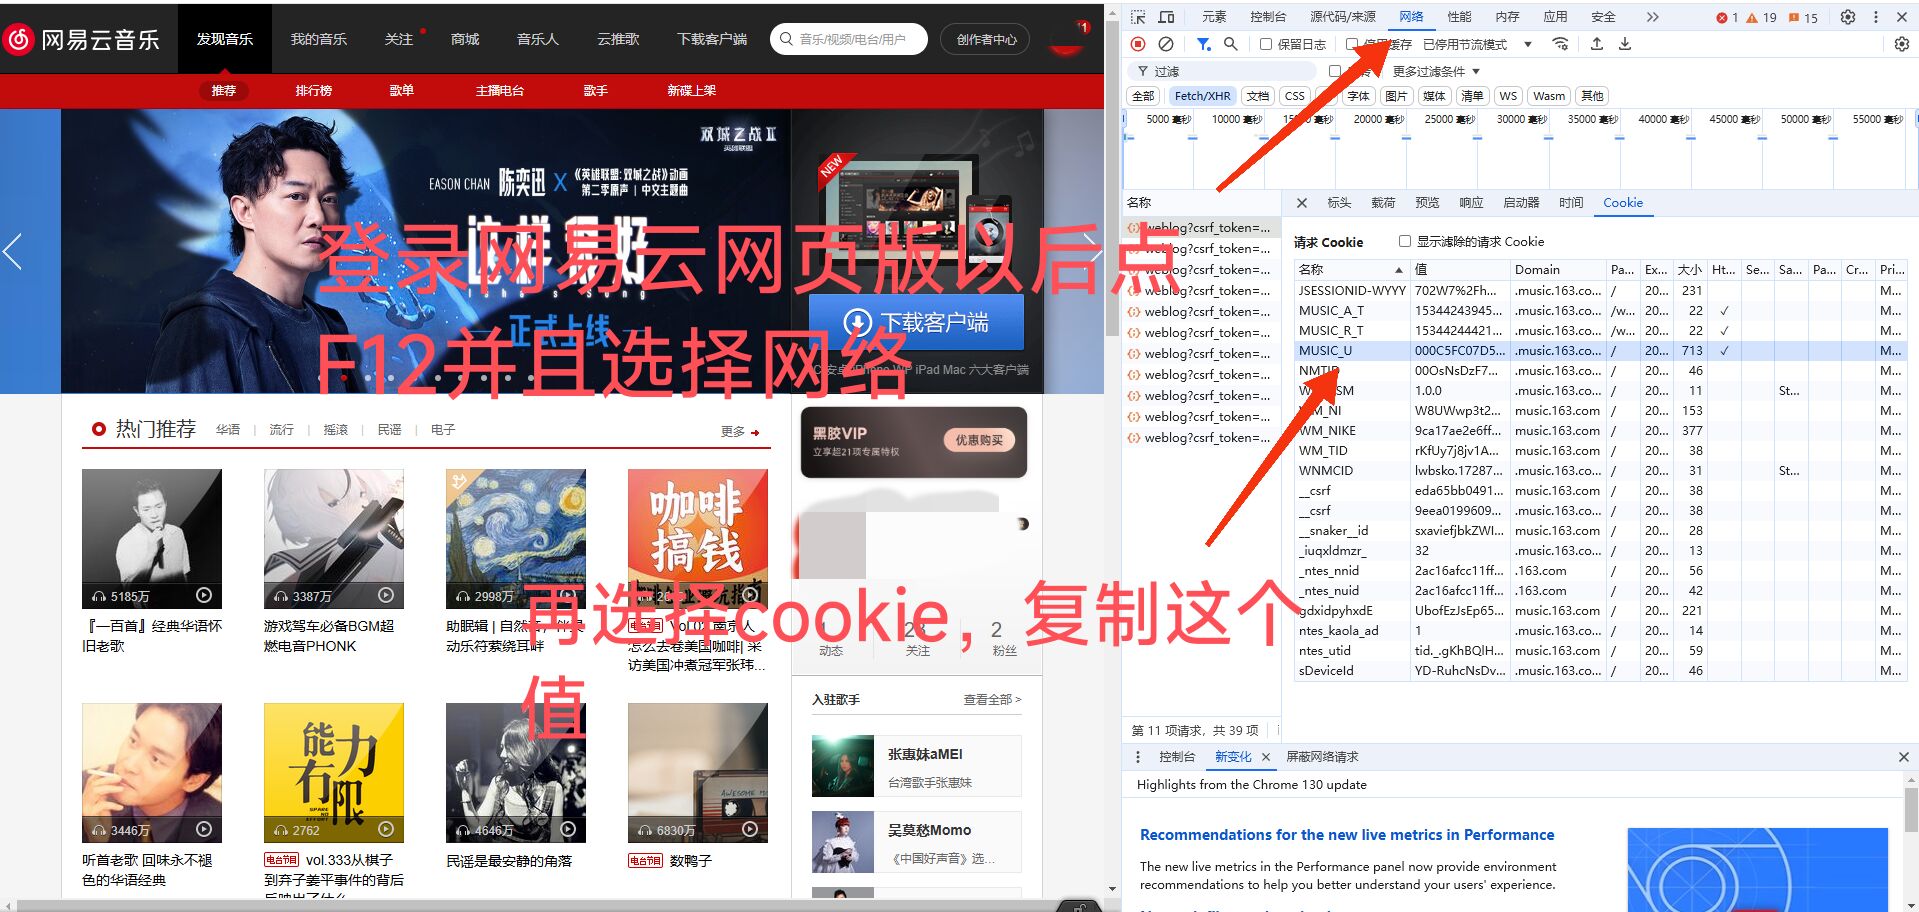 网易云音乐
发现音乐
我的音乐
关注
商城
音乐人
云推歌
下载客户端
音乐/视频/电台/用户
创作者中心
1
推荐
排行榜
歌单
主播电台
歌手
新碟上架
双城之战II
英雄联盟
EASON CHAN 陈奕迅 X 《英雄联盟:双城之战》动画
第二季原声 | 中文主题曲
正式上线
NEW
下载客户端
iPhone WP iPad Mac 六大客户端
登录网易云网页版以后点
F12并且选择网络
热门推荐
华语 | 流行 | 摇滚 | 民谣 | 电子
更多
黑胶VIP
立享超21项专属特权
优惠购买
咖啡
搞钱
5185万
3387万
2998万
『一百首』经典华语怀
旧老歌
游戏驾车必备BGM超
燃电音PHONK
助眠辑 | 自然音，伴灵
动乐符萦绕耳畔
怎么去卷美国咖啡| 采
访美国冲煮冠军张玮...
再选择cookie，复制这个
值
动态
关注
2
粉丝
入驻歌手
查看全部 >
张惠妹aMEI
台湾歌手张惠妹
吴莫愁Momo
《中国好声音》选...
能力
有限
SPARE
NO
EFFORT
AWESOME
3446万
2762
4646万
6830万
听首老歌 回味永不褪
色的华语经典
电台节目 vol.333从棋子
到弃子姜平事件的背后
民谣是最安静的角落
电台节目 数鸭子
元素
控制台
源代码/来源
网络
性能
内存
应用
安全
1
19
15
保留日志
已停用节流模式
过滤
更多过滤条件
全部
Fetch/XHR
文档
CSS
字体
图片
媒体
清单
WS
Wasm
其他
5000 毫秒
10000 毫秒
15000 毫秒
20000 毫秒
25000 毫秒
30000 毫秒
35000 毫秒
40000 毫秒
45000 毫秒
50000 毫秒
55000 毫秒
名称
weblog?csrf_token=...
weblog?csrf_token=...
weblog?csrf_token=...
weblog?csrf_token=...
weblog?csrf_token=...
weblog?csrf_token=...
weblog?csrf_token=...
weblog?csrf_token=...
weblog?csrf_token=...
weblog?csrf_token=...
weblog?csrf_token=...
第 11 项请求，共 39 项
标头
载荷
预览
响应
启动器
时间
Cookie
请求 Cookie
显示滤除的请求 Cookie
名称 值 Domain Pa... Ex... 大小 Ht... Se... Sa... Pa... Cr... Pri...
JSESSIONID-WYYY 702W7%2Fh... .music.163.co... / 20... 231 M...
MUSIC_A_T 15344243945... .music.163.co... /w... 20... 22 ✓ M...
MUSIC_R_T 15344244421... .music.163.co... /w... 20... 22 ✓ M...
MUSIC_U 000C5FC07D5... .music.163.co... / 20... 713 ✓ M...
NMTID 00OsNsDzF7... .music.163.co... / 20... 46 M...
1.0.0 .music.163.co... / 20... 11 St... M...
WM_NI W8UWwp3t2... music.163.com / 20... 153 M...
WM_NIKE 9ca17ae2e6ff... music.163.com / 20... 377 M...
WM_TID rKfUy7j8jv1A... music.163.com / 20... 38 M...
WNMCID lwbsko.17287... music.163.com / 20... 31 St... M...
__csrf eda65bb0491... music.163.com / 20... 38 M...
__csrf 9eea0199609... .music.163.co... / 20... 38 M...
__snaker__id sxaviefjbkZWI... music.163.com / 20... 28 M...
_iuqxldmzr_ 32 .music.163.co... / 20... 13 M...
_ntes_nnid 2ac16afcc11ff... .163.com / 20... 56 M...
_ntes_nuid 2ac16afcc11ff... .163.com / 20... 42 M...
gdxidpyhxdE UbofEzJsEp65... music.163.com / 20... 221 M...
ntes_kaola_ad 1 .music.163.co... / 20... 14 M...
ntes_utid tid._.gKhBQlH... music.163.com / 20... 59 M...
sDeviceId YD-RuhcNsDv... .music.163.co... / 20... 46 M...
控制台
新变化
屏蔽网络请求
Highlights from the Chrome 130 update
Recommendations for the new live metrics in Performance
The new live metrics in the Performance panel now provide environment
recommendations to help you better understand your users' experience.